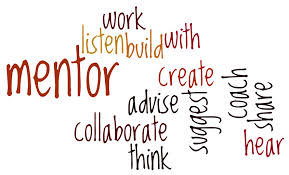 work
listen build with
mentor create
advise suggest coach share
collaborate hear
think